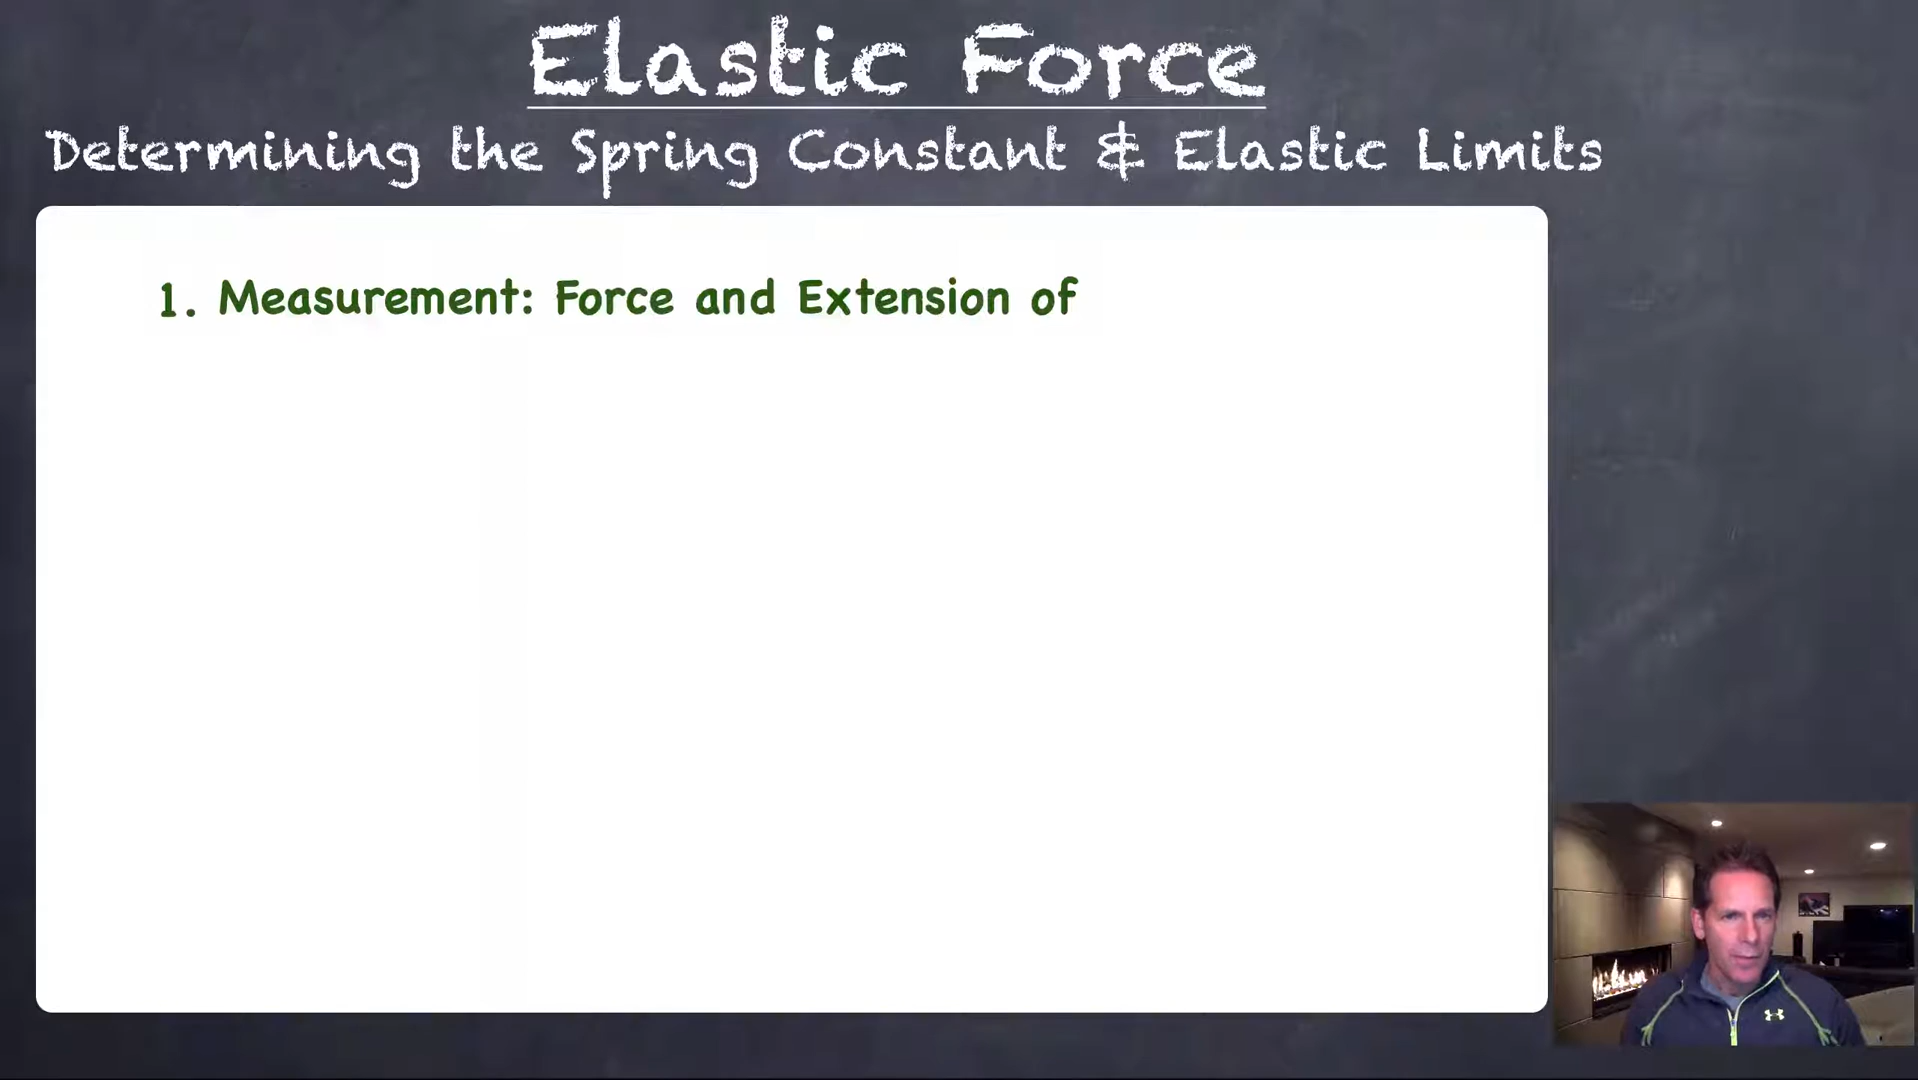 Elastic Force
Determining the Spring Constant & Elastic Limits
1. Measurement: Force and Extension of